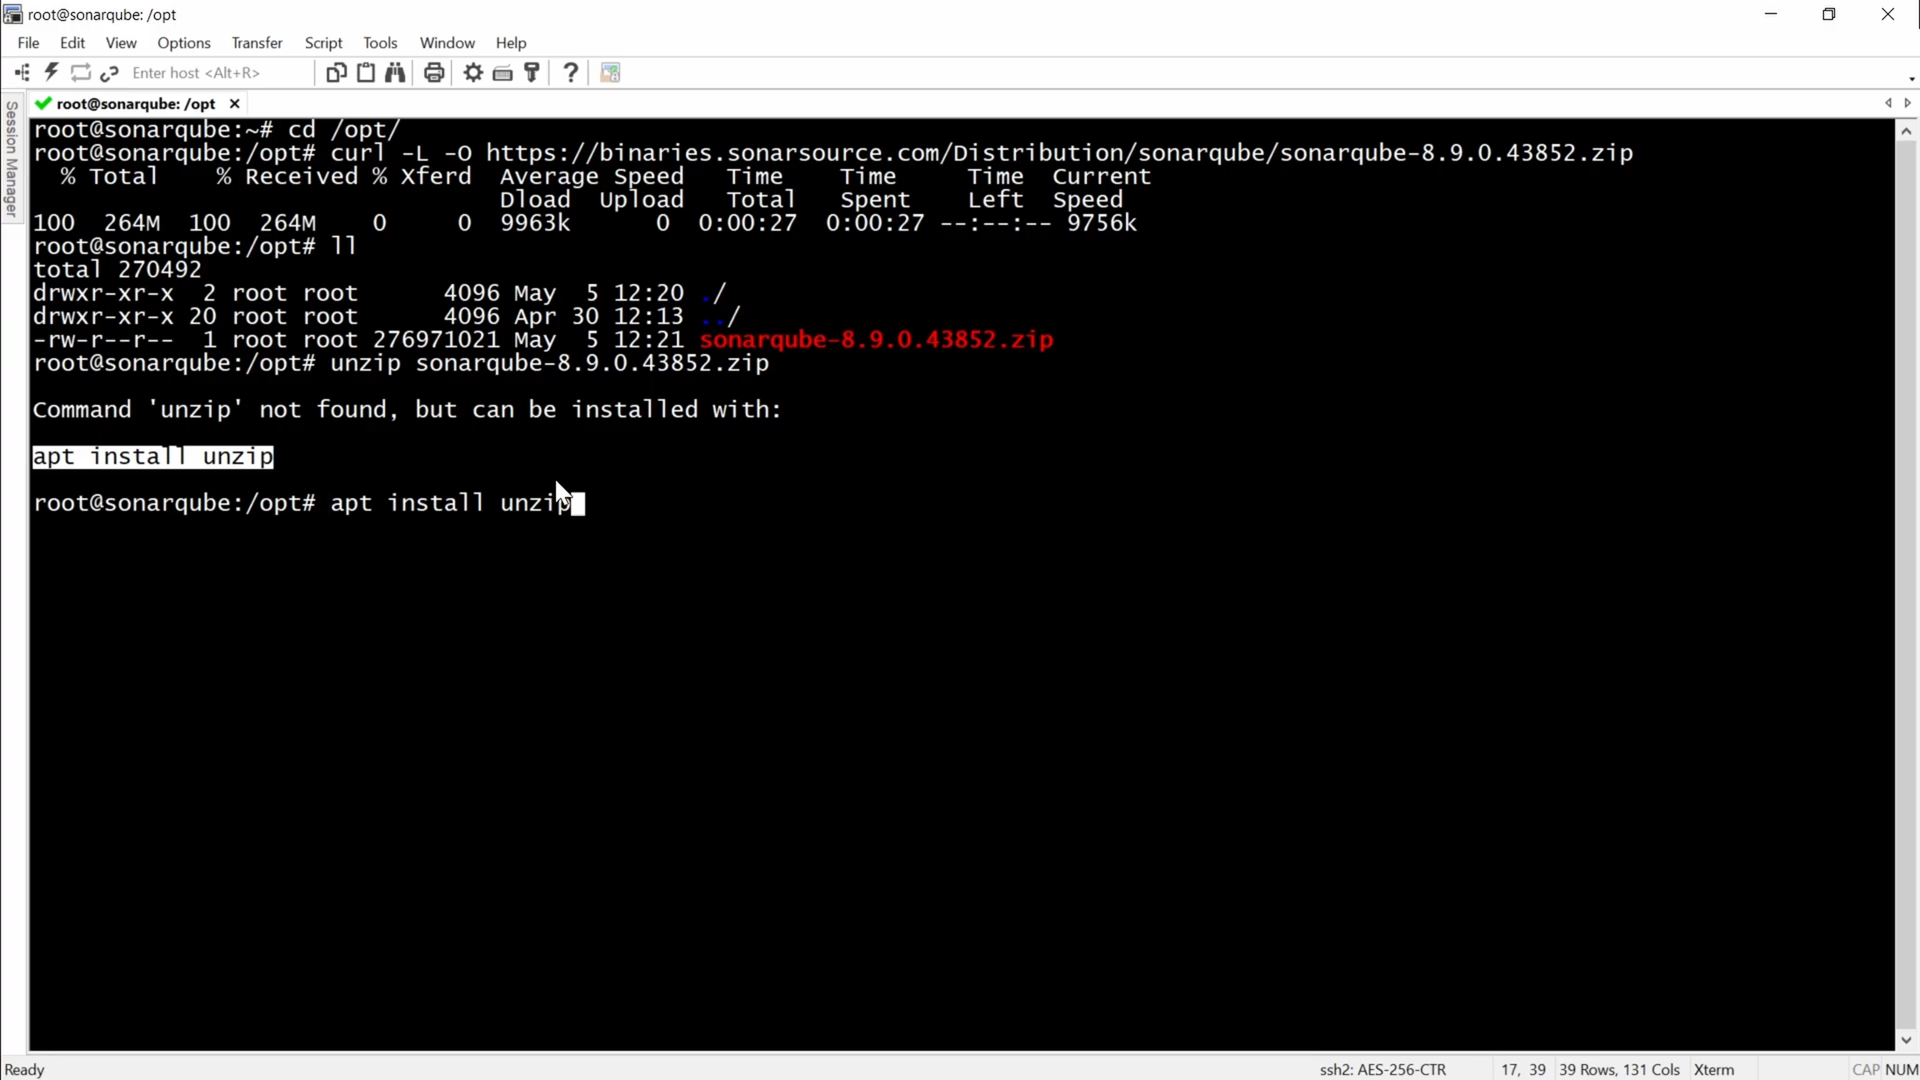 root@sonarqube: /opt
File Edit View Options Transfer Script Tools Window Help
Enter host <Alt+R>
root@sonarqube: /opt
Session Manager
root@sonarqube:~# cd /opt/
root@sonarqube:/opt# curl -L -O https://binaries.sonarsource.com/Distribution/sonarqube/sonarqube-8.9.0.43852.zip
  % Total    % Received % Xferd  Average Speed   Time    Time     Time  Current
                                 Dload  Upload   Total   Spent    Left  Speed
100  264M  100  264M    0     0  9963k      0  0:00:27  0:00:27 --:--:-- 9756k
root@sonarqube:/opt# ll
total 270492
drwxr-xr-x  2 root root      4096 May  5 12:20 ./
drwxr-xr-x 20 root root      4096 Apr 30 12:13 ../
-rw-r--r--  1 root root 276971021 May  5 12:21 sonarqube-8.9.0.43852.zip
root@sonarqube:/opt# unzip sonarqube-8.9.0.43852.zip
Command 'unzip' not found, but can be installed with:
apt install unzip
root@sonarqube:/opt# apt install unzip
Ready ssh2: AES-256-CTR 17, 39 39 Rows, 131 Cols Xterm CAP NUM